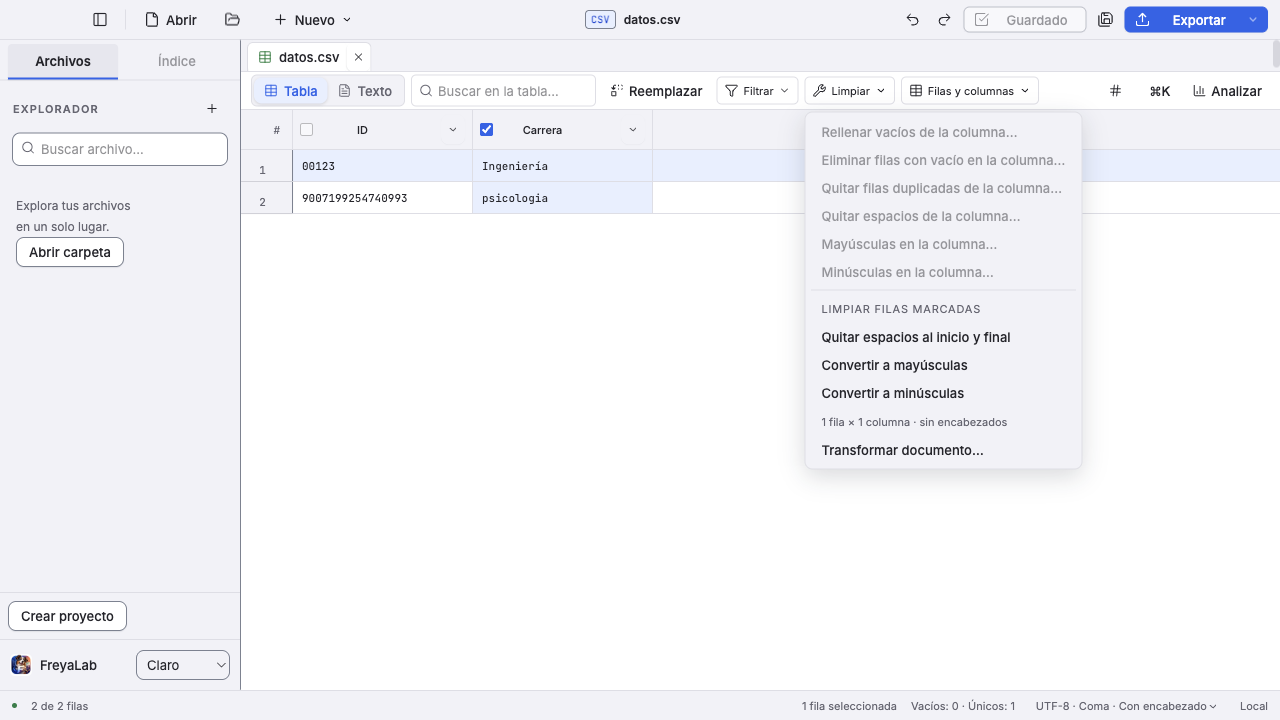 Abrir
Nuevo
CSV datos.csv
Guardado
Exportar
Archivos
Índice
datos.csv
EXPLORADOR
Buscar archivo...
Explora tus archivos
en un solo lugar.
Abrir carpeta
Crear proyecto
FreyaLab
Claro
Tabla
Texto
Buscar en la tabla...
Reemplazar
Filtrar
Limpiar
Filas y columnas
#
⌘K
Analizar
# ID Carrera
1 00123 Ingeniería
2 9007199254740993 psicologia
Rellenar vacíos de la columna...
Eliminar filas con vacío en la columna...
Quitar filas duplicadas de la columna...
Quitar espacios de la columna...
Mayúsculas en la columna...
Minúsculas en la columna...
LIMPIAR FILAS MARCADAS
Quitar espacios al inicio y final
Convertir a mayúsculas
Convertir a minúsculas
1 fila × 1 columna · sin encabezados
Transformar documento...
2 de 2 filas
1 fila seleccionada
Vacíos: 0 · Únicos: 1
UTF-8 · Coma · Con encabezado
Local